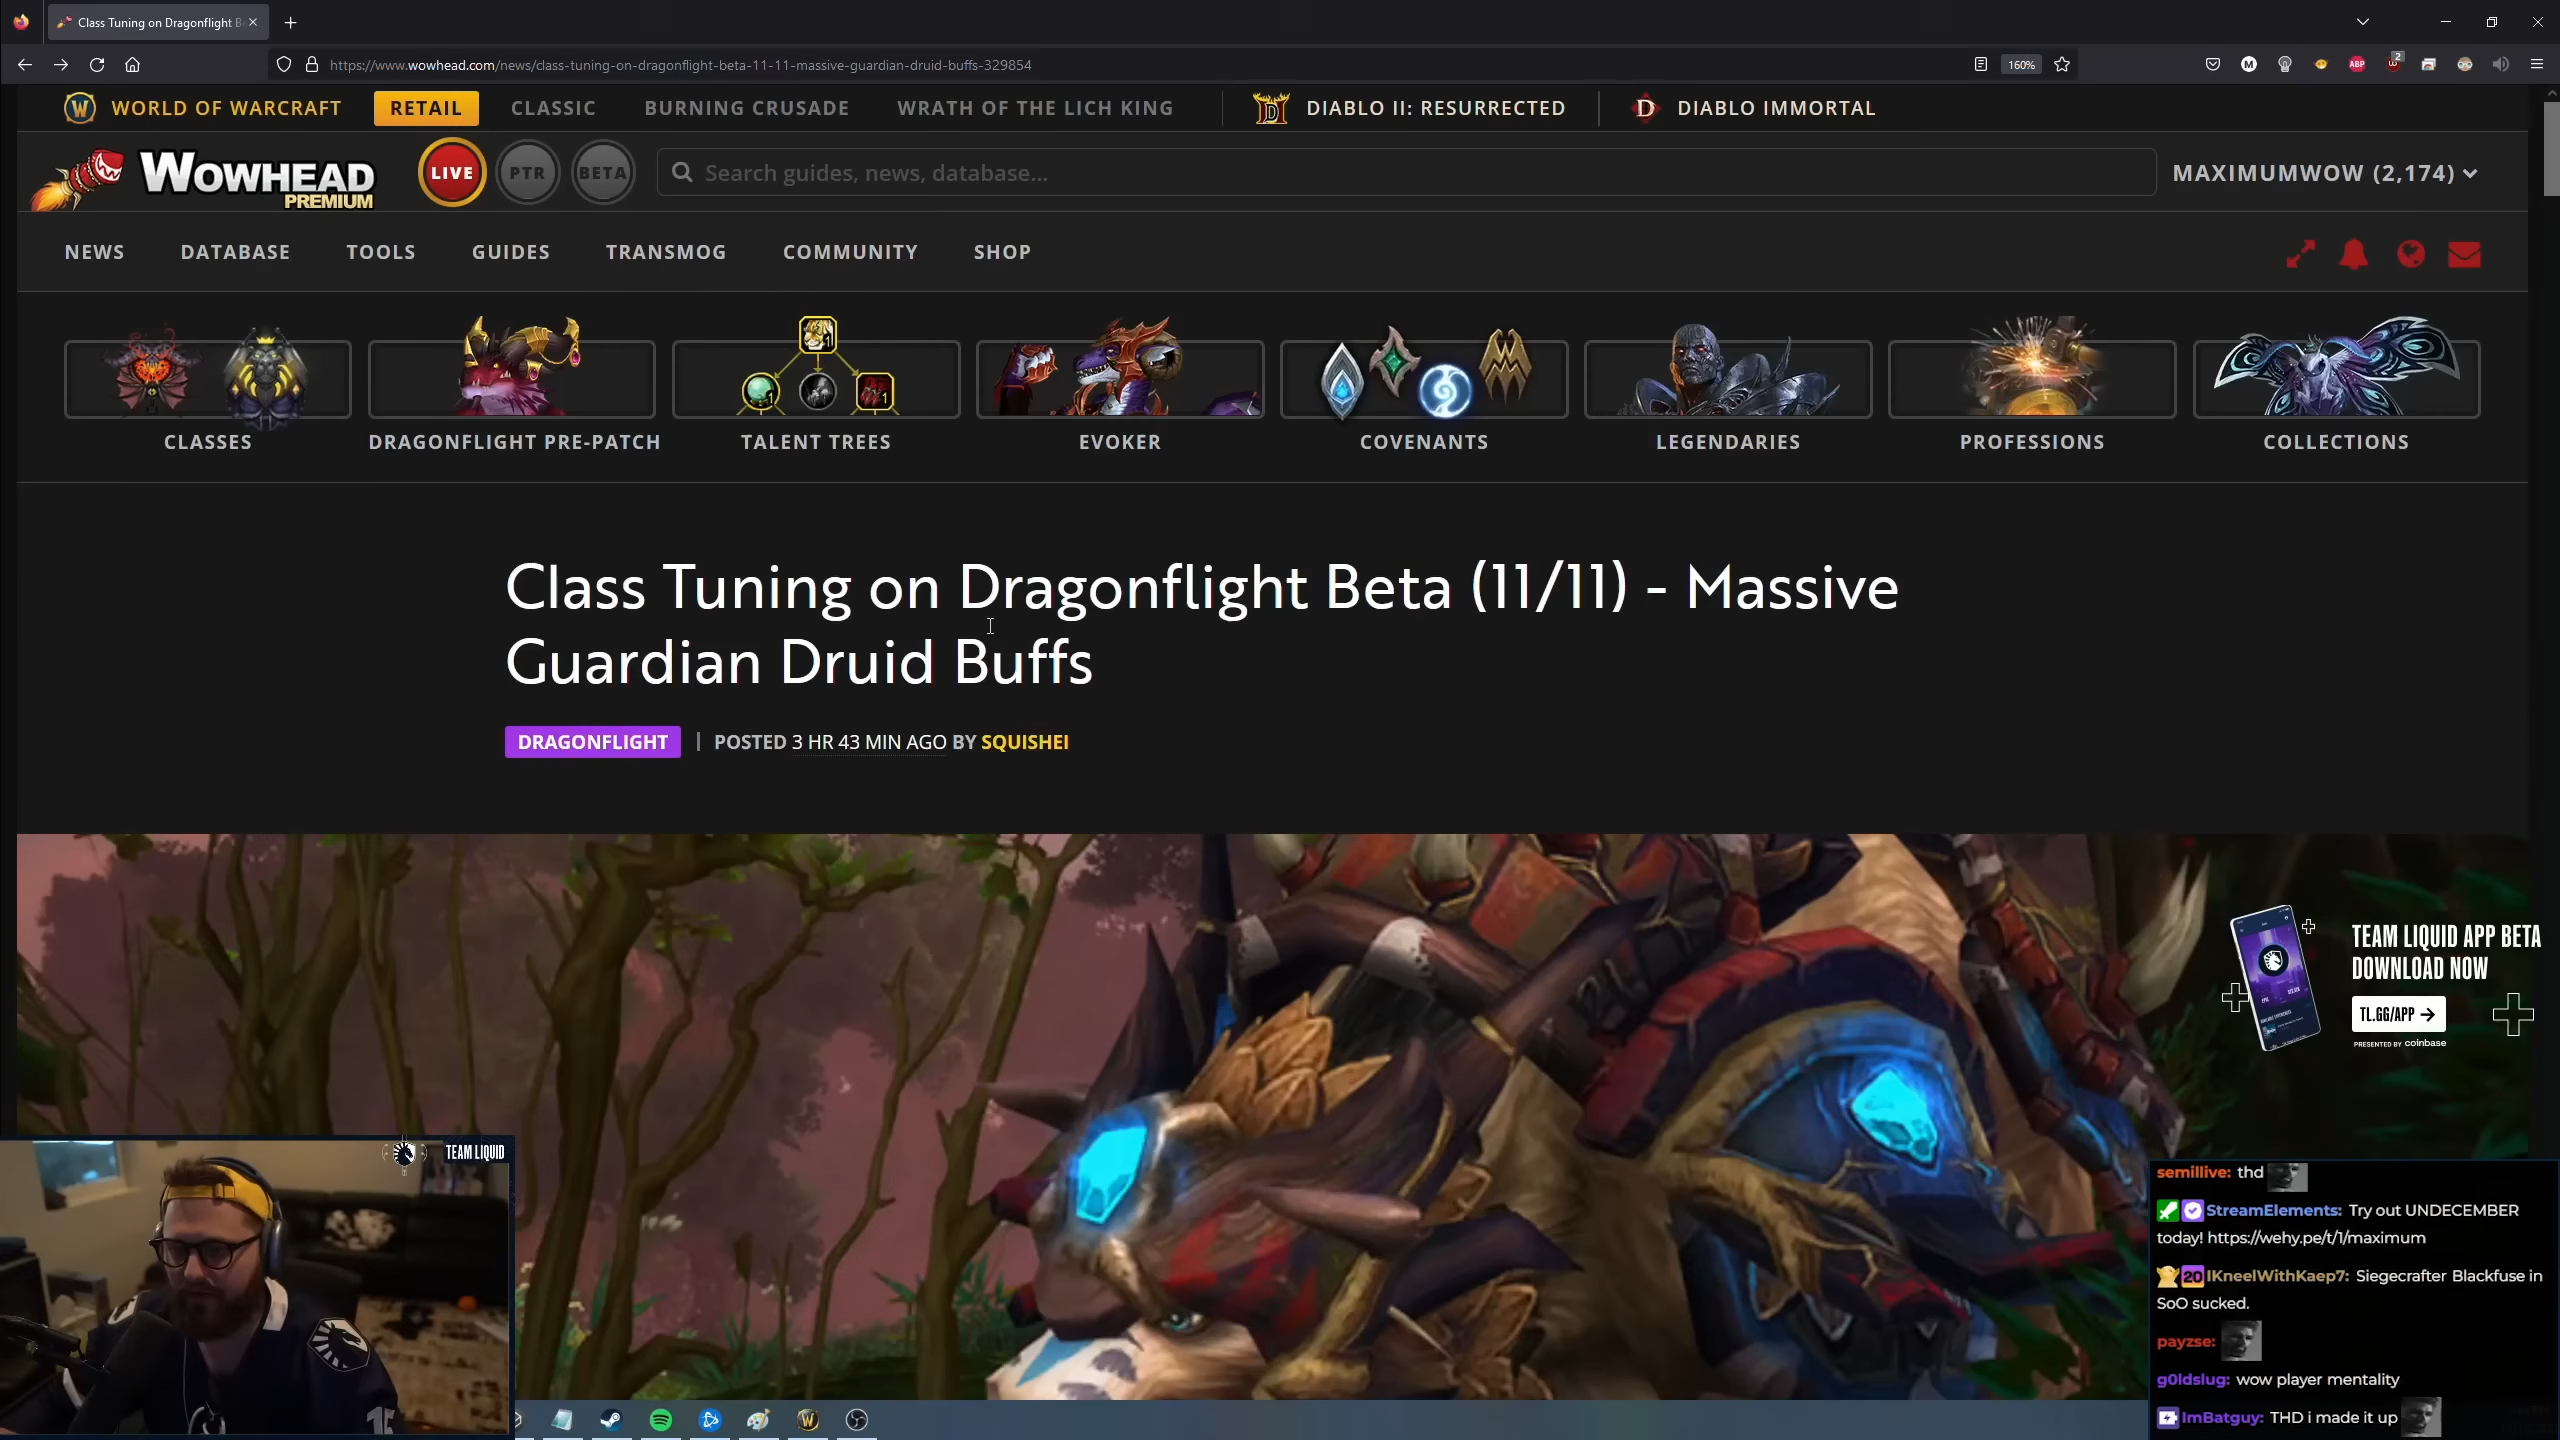 Class Tuning on Dragonflight B
https://www.wowhead.com/news/class-tuning-on-dragonflight-beta-11-11-massive-guardian-druid-buffs-329854
160%
M
ABP
2
WORLD OF WARCRAFT
RETAIL
CLASSIC
BURNING CRUSADE
WRATH OF THE LICH KING
DIABLO II: RESURRECTED
DIABLO IMMORTAL
WOWHEAD
PREMIUM
LIVE
PTR
BETA
Search guides, news, database...
MAXIMUMWOW (2,174)
NEWS
DATABASE
TOOLS
GUIDES
TRANSMOG
COMMUNITY
SHOP
CLASSES
DRAGONFLIGHT PRE-PATCH
TALENT TREES
EVOKER
COVENANTS
LEGENDARIES
PROFESSIONS
COLLECTIONS
Class Tuning on Dragonflight Beta (11/11) - Massive
Guardian Druid Buffs
DRAGONFLIGHT
| POSTED 3 HR 43 MIN AGO BY SQUISHEI
TEAM LIQUID APP BETA
DOWNLOAD NOW
TL.GG/APP →
PRESENTED BY coinbase
TEAM LIQUID
semillive: thd
StreamElements: Try out UNDECEMBER
today! https://wehy.pe/t/1/maximum
20 IKneelWithKaep7: Siegecrafter Blackfuse in
SoO sucked.
payzse:
g0ldslug: wow player mentality
ImBatguy: THD i made it up